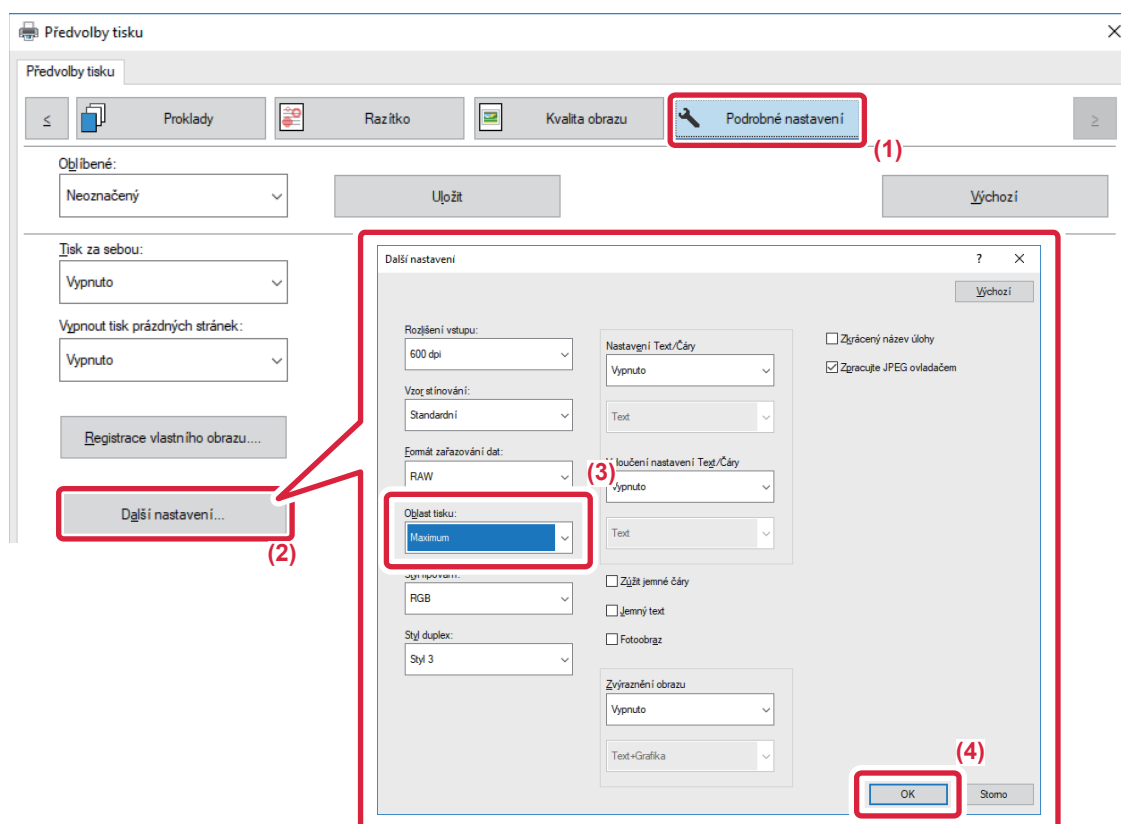 Předvolby tisku
Předvolby tisku
<
Proklady
Razítko
Kvalita obrazu
Podrobné nastavení
>
(1)
Oblíbené:
Neoznačený
Uložit
Výchozí
Tisk za sebou:
Vypnuto
Vypnout tisk prázdných stránek:
Vypnuto
Registrace vlastního obrazu....
Další nastavení...
(2)
Další nastavení
?
Výchozí
Rozlišení vstupu:
600 dpi
Vzor stínování:
Standardní
Formát zařazování dat:
RAW
(3)
Oblast tisku:
Maximum
RGB
Styl duplex:
Styl 3
Nastavení Text/Čáry
Vypnuto
Text
loučení nastavení Text/Čáry
Vypnuto
Text
Zúžit jemné čáry
Jemný text
Fotoobraz
Zvýraznění obrazu
Vypnuto
Text+Grafika
Zkrácený název úlohy
Zpracujte JPEG ovladačem
(4)
OK
Storno